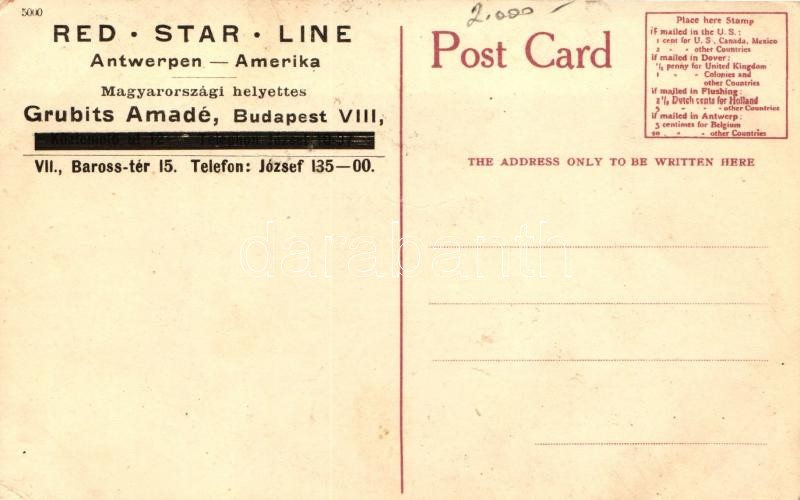 5000
RED · STAR · LINE
Antwerpen — Amerika
Magyarországi helyettes
Grubits Amadé, Budapest VIII,
VII., Baross-tér 15. Telefon: József 135—00.
2.000 —
Post Card
Place here Stamp
if mailed in the U.S.:
1 cent for U. S, Canada, Mexico
2 " " other Countries
if mailed in Dover:
½ penny for United Kingdom
1 " " Colonies and
other Countries
if mailed in Flushing:
2½ Dutch cents for Holland
5 " " other Countries
if mailed in Antwerp:
5 centimes for Belgium
10 " " other Countries
THE ADDRESS ONLY TO BE WRITTEN HERE
darabanth